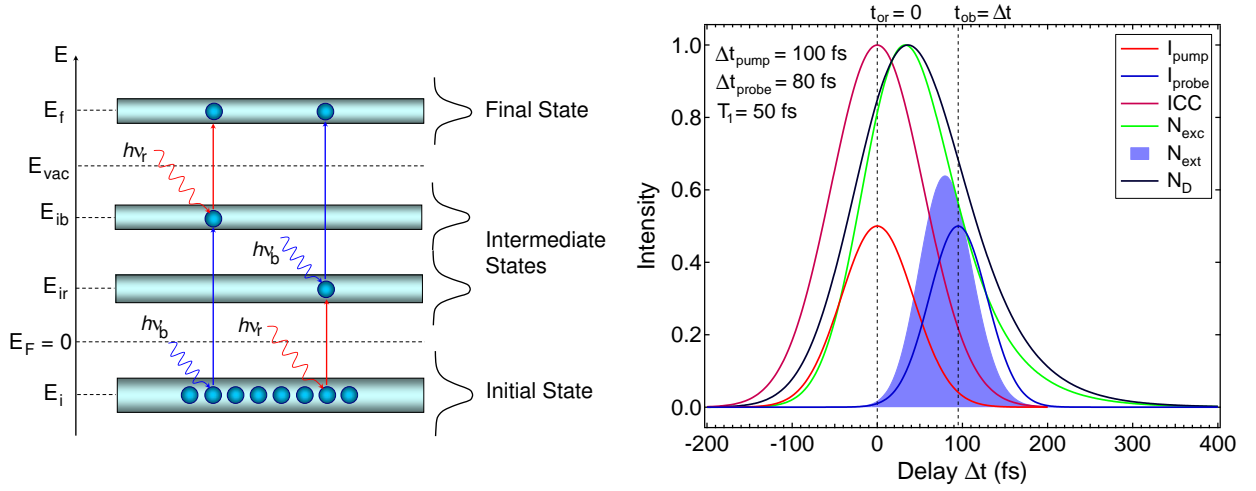 E
E_f
E_vac
E_ib
E_ir
E_F = 0
E_i
hν_r
hν_b
hν_b
hν_r
Final State
Intermediate
States
Initial State
t_or = 0
t_ob = Δt
Δt_pump = 100 fs
Δt_probe = 80 fs
T_1 = 50 fs
I_pump
I_probe
ICC
N_exc
N_ext
N_D
Intensity
1.0
0.8
0.6
0.4
0.2
0.0
-200 -100 0 100 200 300 400
Delay Δt (fs)